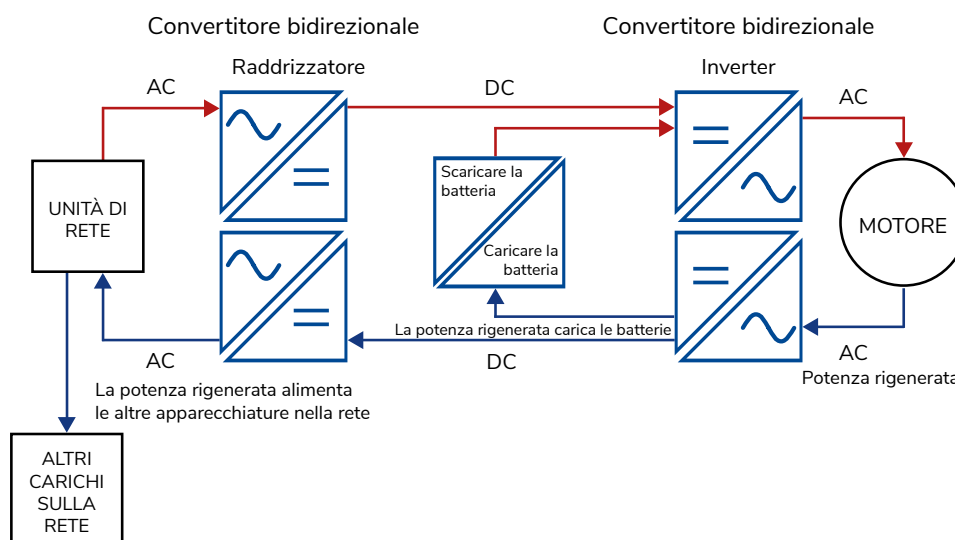 Convertitore bidirezionale
Convertitore bidirezionale
Raddrizzatore
Inverter
AC
DC
AC
Scaricare la
batteria
UNITÀ DI
RETE
MOTORE
Caricare la
batteria
La potenza rigenerata carica le batterie
AC
DC
AC
Potenza rigenerata
La potenza rigenerata alimenta
le altre apparecchiature nella rete
ALTRI
CARICHI
SULLA
RETE